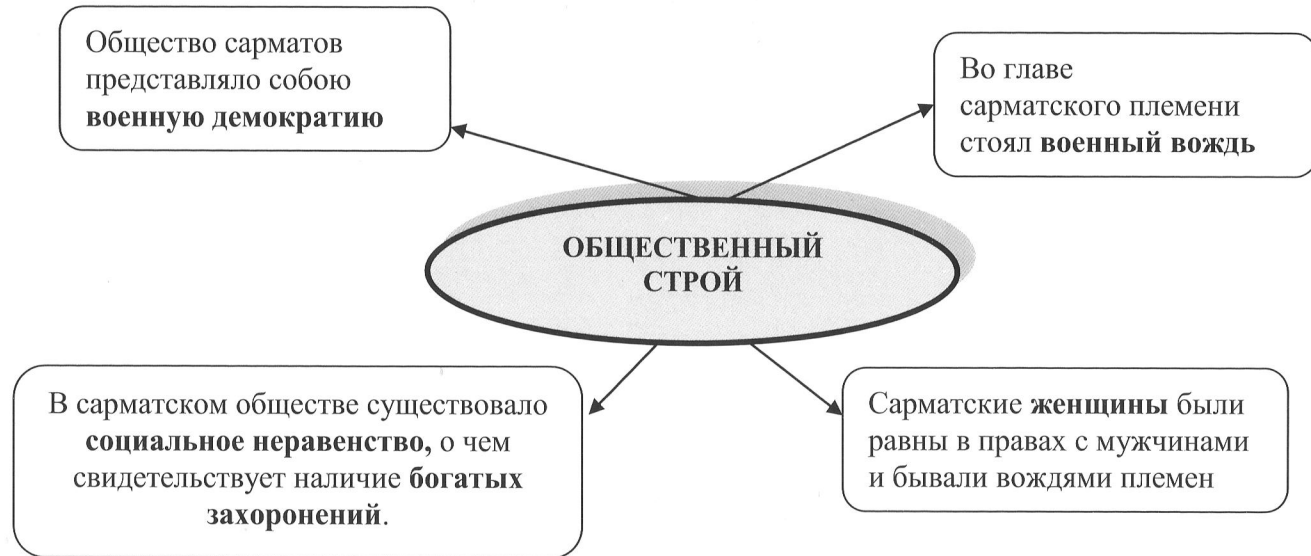 Общество сарматов
представляло собою
военную демократию
Во главе
сарматского племени
стоял военный вождь
ОБЩЕСТВЕННЫЙ
СТРОЙ
В сарматском обществе существовало
социальное неравенство, о чем
свидетельствует наличие богатых
захоронений.
Сарматские женщины были
равны в правах с мужчинами
и бывали вождями племен